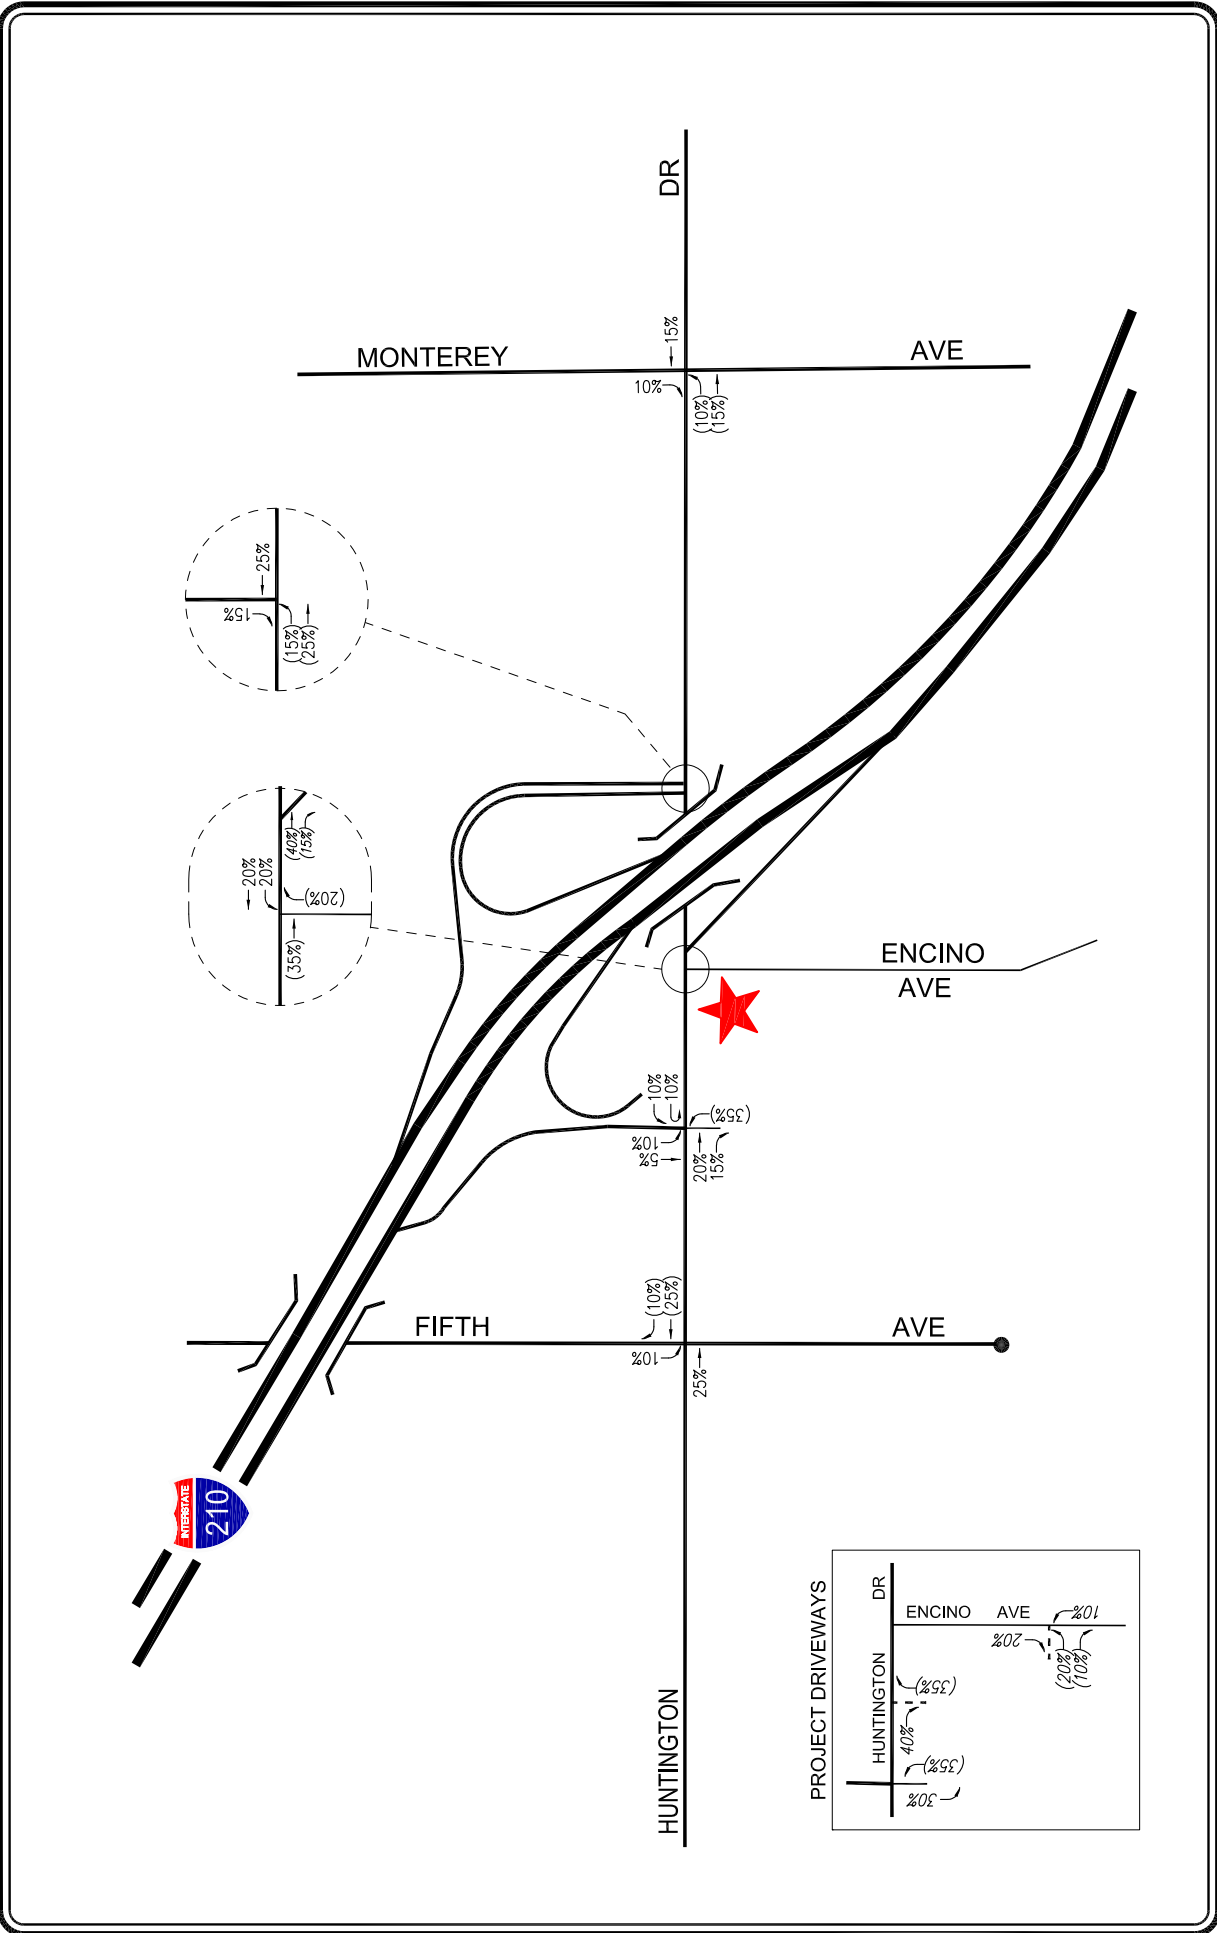 DR
MONTEREY
AVE
15%
10%
(10%)
(15%)
25%
15%
(15%)
(25%)
(40%)
(15%)
20%
20%
(20%)
(35%)
ENCINO
AVE
10%
10%
(35%)
10%
5%
20%
15%
(10%)
(25%)
FIFTH
AVE
10%
25%
INTERSTATE
210
HUNTINGTON
PROJECT DRIVEWAYS
HUNTINGTON
DR
ENCINO
AVE
10%
20%
(20%)
(10%)
(35%)
40%
(35%)
30%